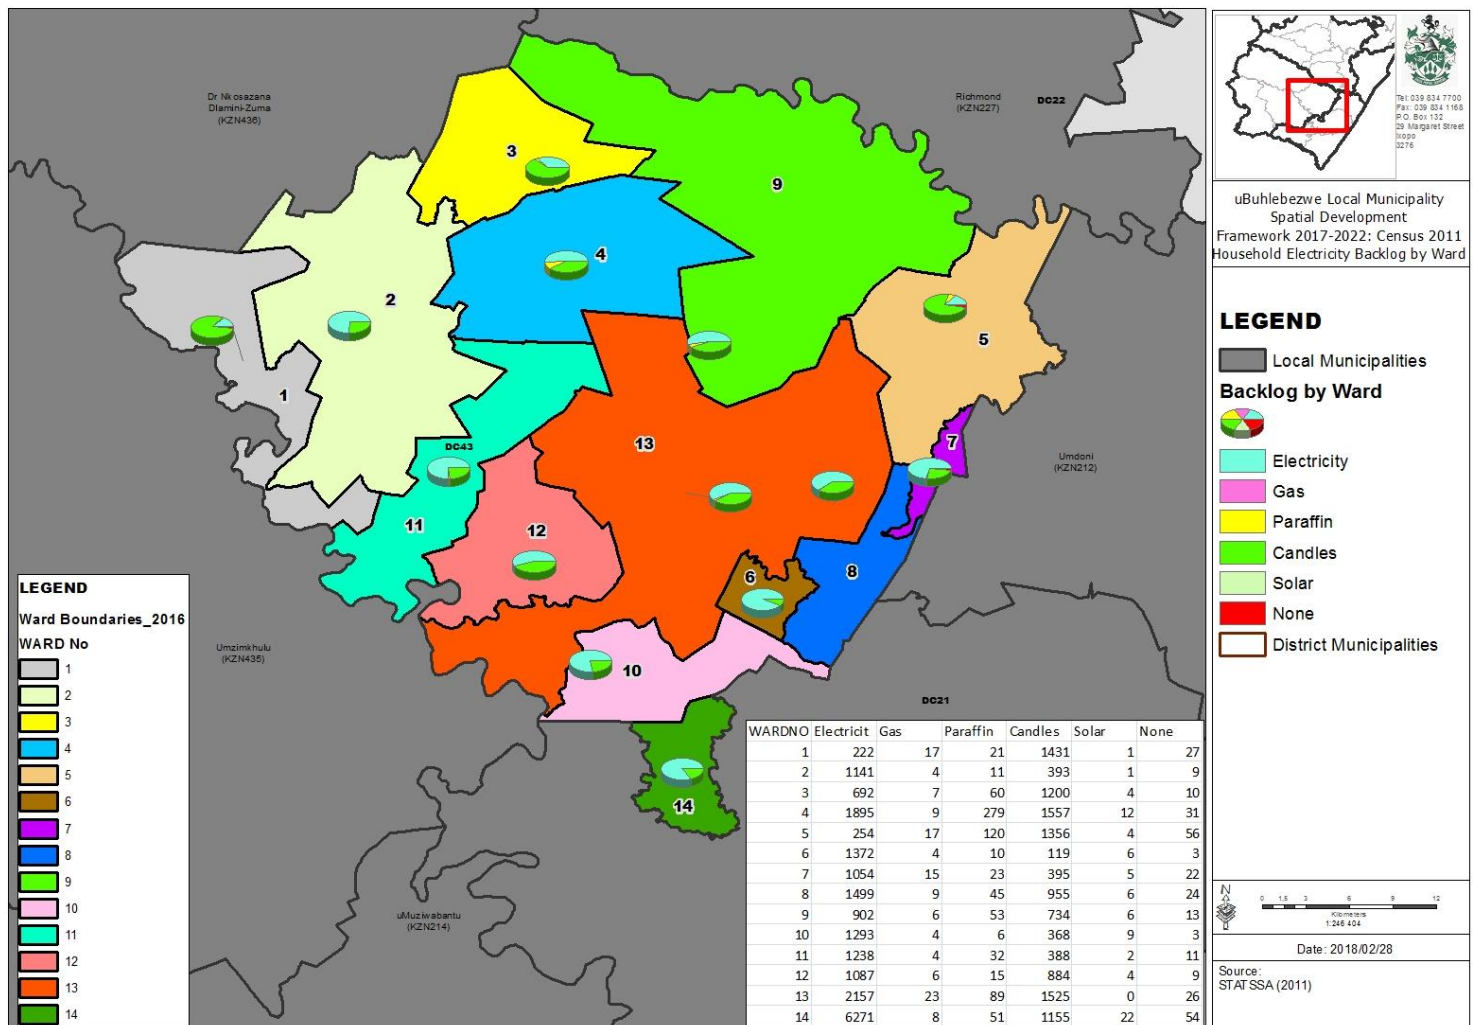 Dr Nkosazana
Dlamini-Zuma
(KZN436)
Richmond
(KZN227)
DC22
3
9
4
2
5
1
7
13
DC43
Umdoni
(KZN212)
11
12
8
6
Umzimkhulu
(KZN435)
10
DC21
14
uMuziwabantu
(KZN214)
LEGEND
Ward Boundaries_2016
WARD No
1
2
3
4
5
6
7
8
9
10
11
12
13
14
WARDNO Electricit Gas Paraffin Candles Solar None
1 222 17 21 1431 1 27
2 1141 4 11 393 1 9
3 692 7 60 1200 4 10
4 1895 9 279 1557 12 31
5 254 17 120 1356 4 56
6 1372 4 10 119 6 3
7 1054 15 23 395 5 22
8 1499 9 45 955 6 24
9 902 6 53 734 6 13
10 1293 4 6 368 9 3
11 1238 4 32 388 2 11
12 1087 6 15 884 4 9
13 2157 23 89 1525 0 26
14 6271 8 51 1155 22 54
Tel: 039 834 7700
Fax: 039 834 1168
P.O. Box 132
29 Margaret Street
Ixopo
3276
uBuhlebezwe Local Municipality
Spatial Development
Framework 2017-2022: Census 2011
Household Electricity Backlog by Ward
LEGEND
Local Municipalities
Backlog by Ward
Electricity
Gas
Paraffin
Candles
Solar
None
District Municipalities
N
0 1,5 3 6 9 12
Kilometers
1:246 404
Date: 2018/02/28
Source:
STATSSA (2011)